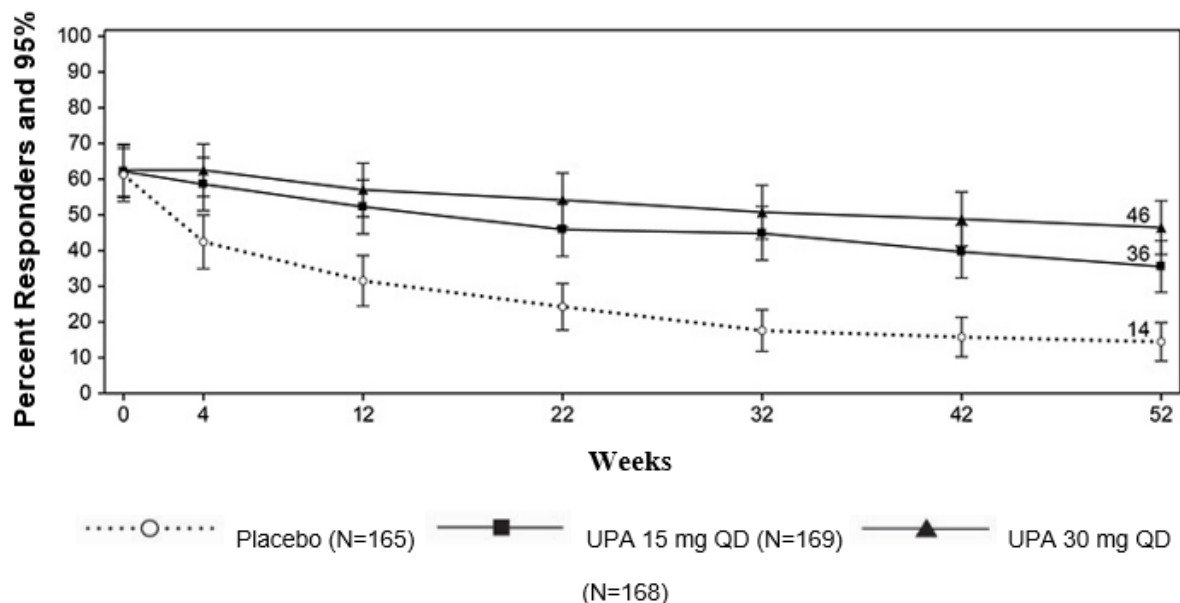 Percent Responders and 95%
100
90
80
70
60
50
40
30
20
10
0
46
36
14
0 4 12 22 32 42 52
Weeks
Placebo (N=165) UPA 15 mg QD (N=169) UPA 30 mg QD
(N=168)